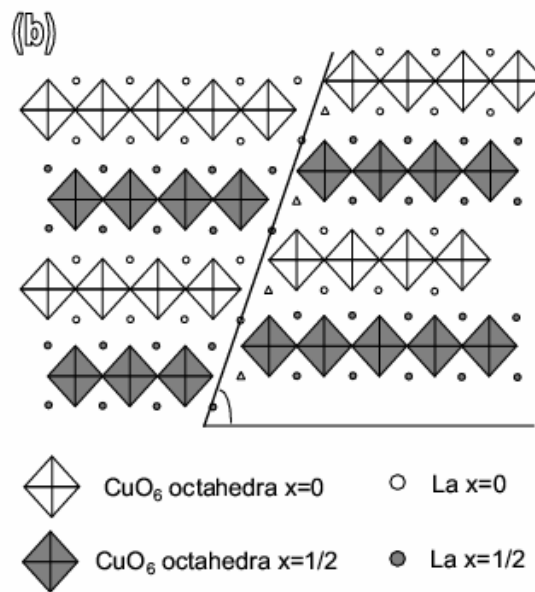 (b)
CuO₆ octahedra x=0
La x=0
CuO₆ octahedra x=1/2
La x=1/2